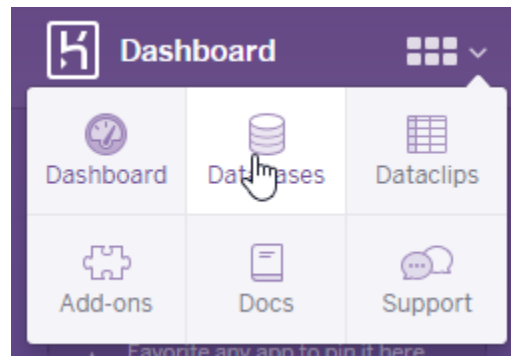 Dashboard
Dashboard Databases Dataclips
Add-ons Docs Support
Favorite any app to pin it here